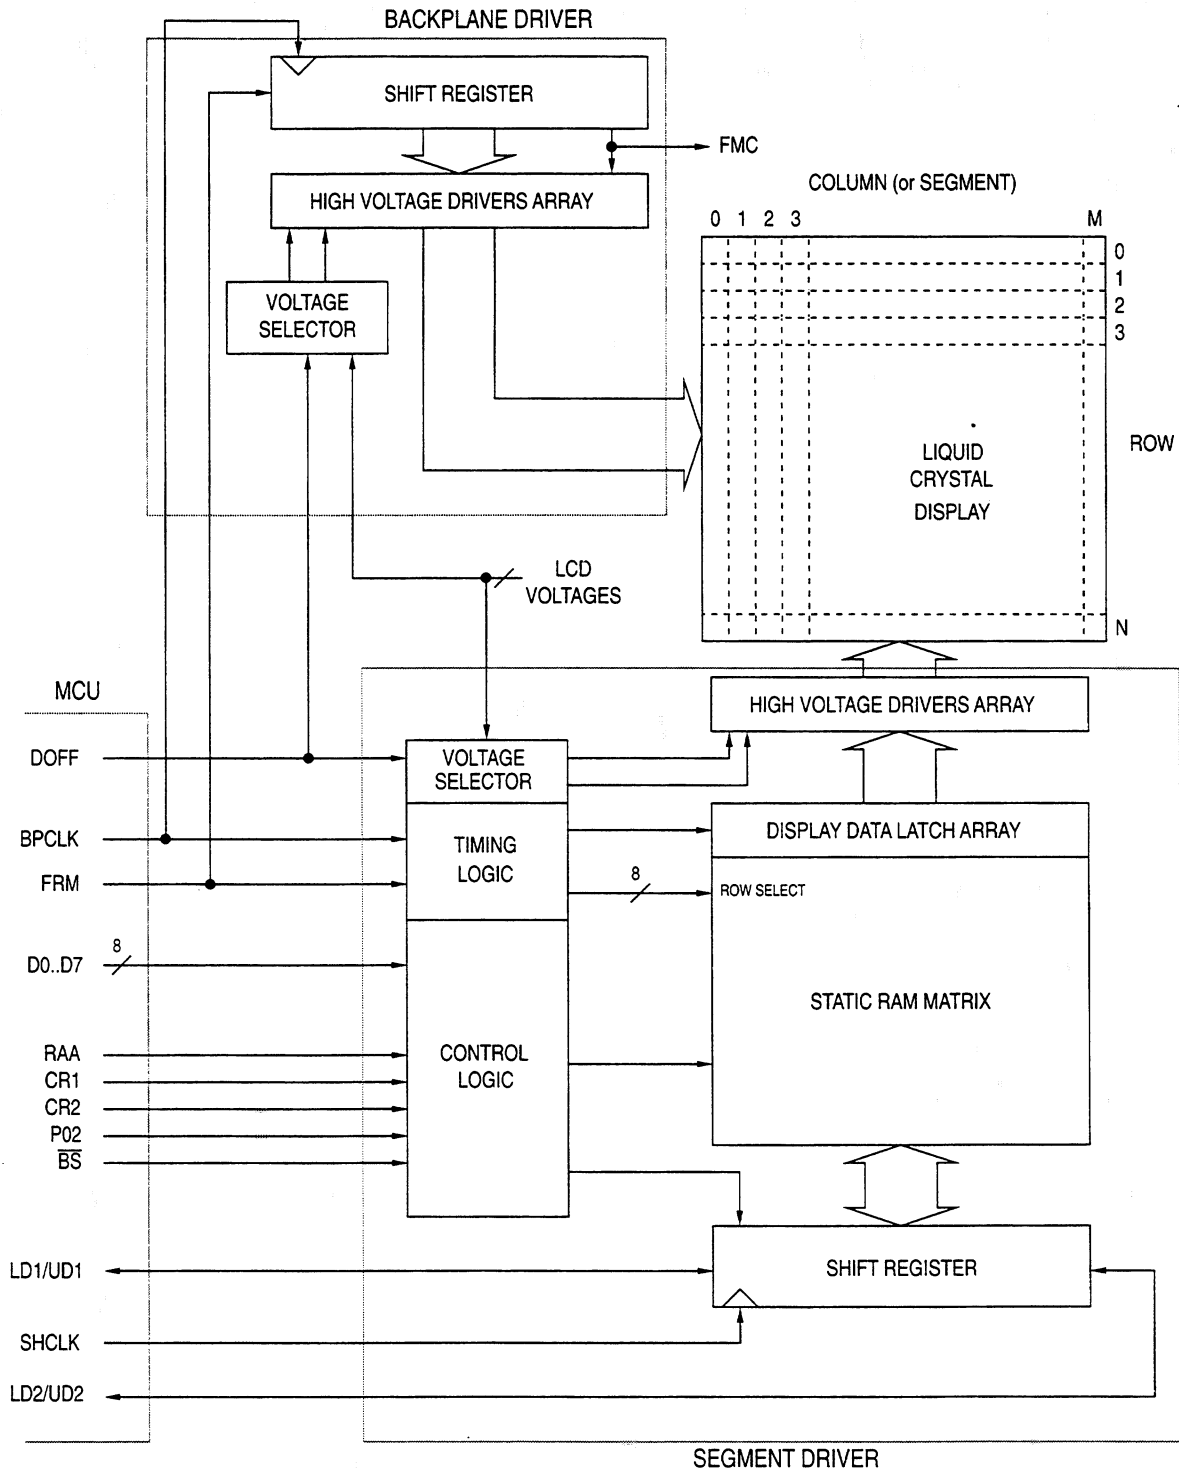 BACKPLANE DRIVER
SHIFT REGISTER
FMC
HIGH VOLTAGE DRIVERS ARRAY
VOLTAGE
SELECTOR
COLUMN (or SEGMENT)
0 1 2 3 M
0
1
2
3
LIQUID
CRYSTAL
DISPLAY
ROW
N
LCD
VOLTAGES
MCU
DOFF
BPCLK
FRM
8
D0..D7
RAA
CR1
CR2
P02
B̅S̅
LD1/UD1
SHCLK
LD2/UD2
VOLTAGE
SELECTOR
TIMING
LOGIC
CONTROL
LOGIC
HIGH VOLTAGE DRIVERS ARRAY
DISPLAY DATA LATCH ARRAY
8
ROW SELECT
STATIC RAM MATRIX
SHIFT REGISTER
SEGMENT DRIVER